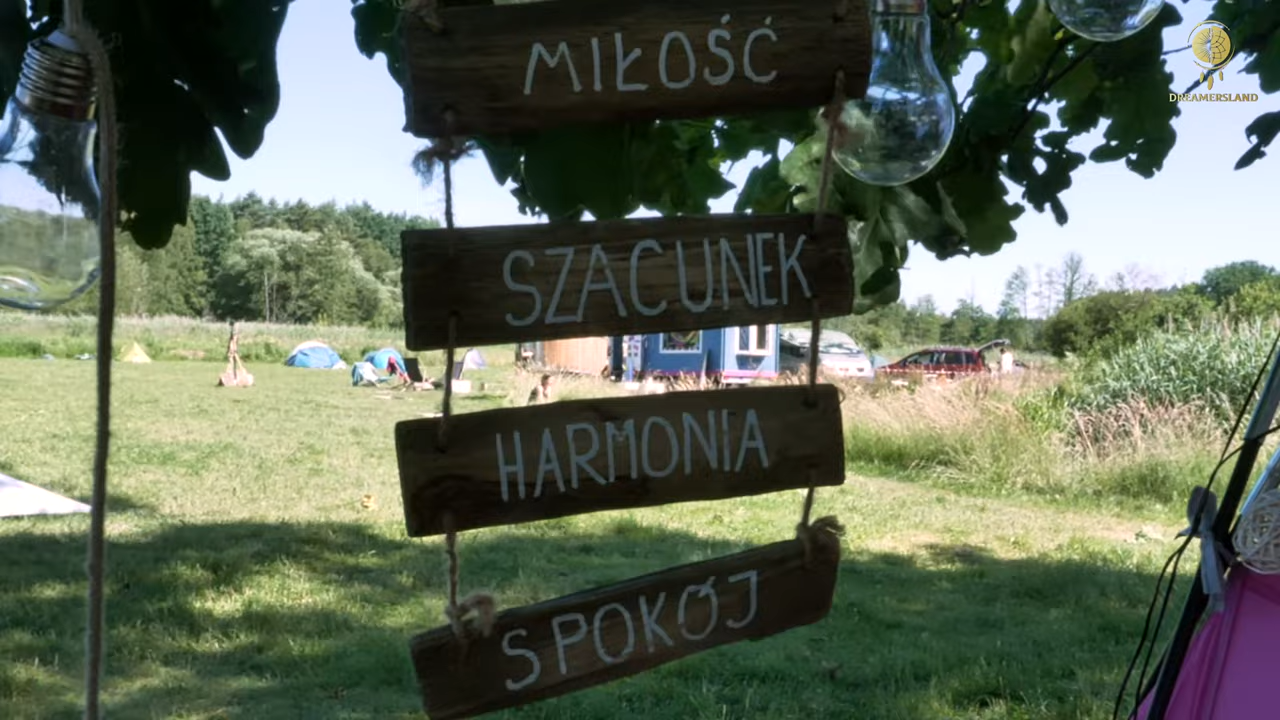 MIŁOŚĆ
DREAMERSLAND
SZACUNEK
HARMONIA
SPOKÓJ